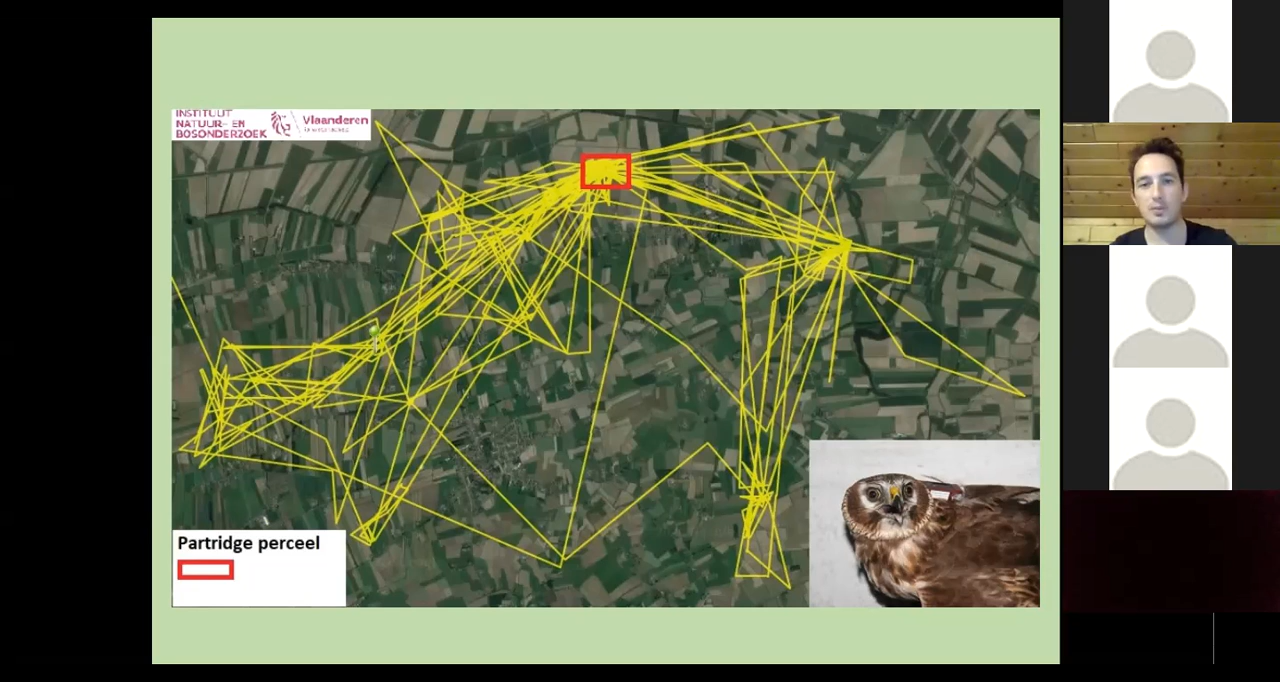 INSTITUUT
NATUUR- EN
BOSONDERZOEK
Vlaanderen
Partridge perceel